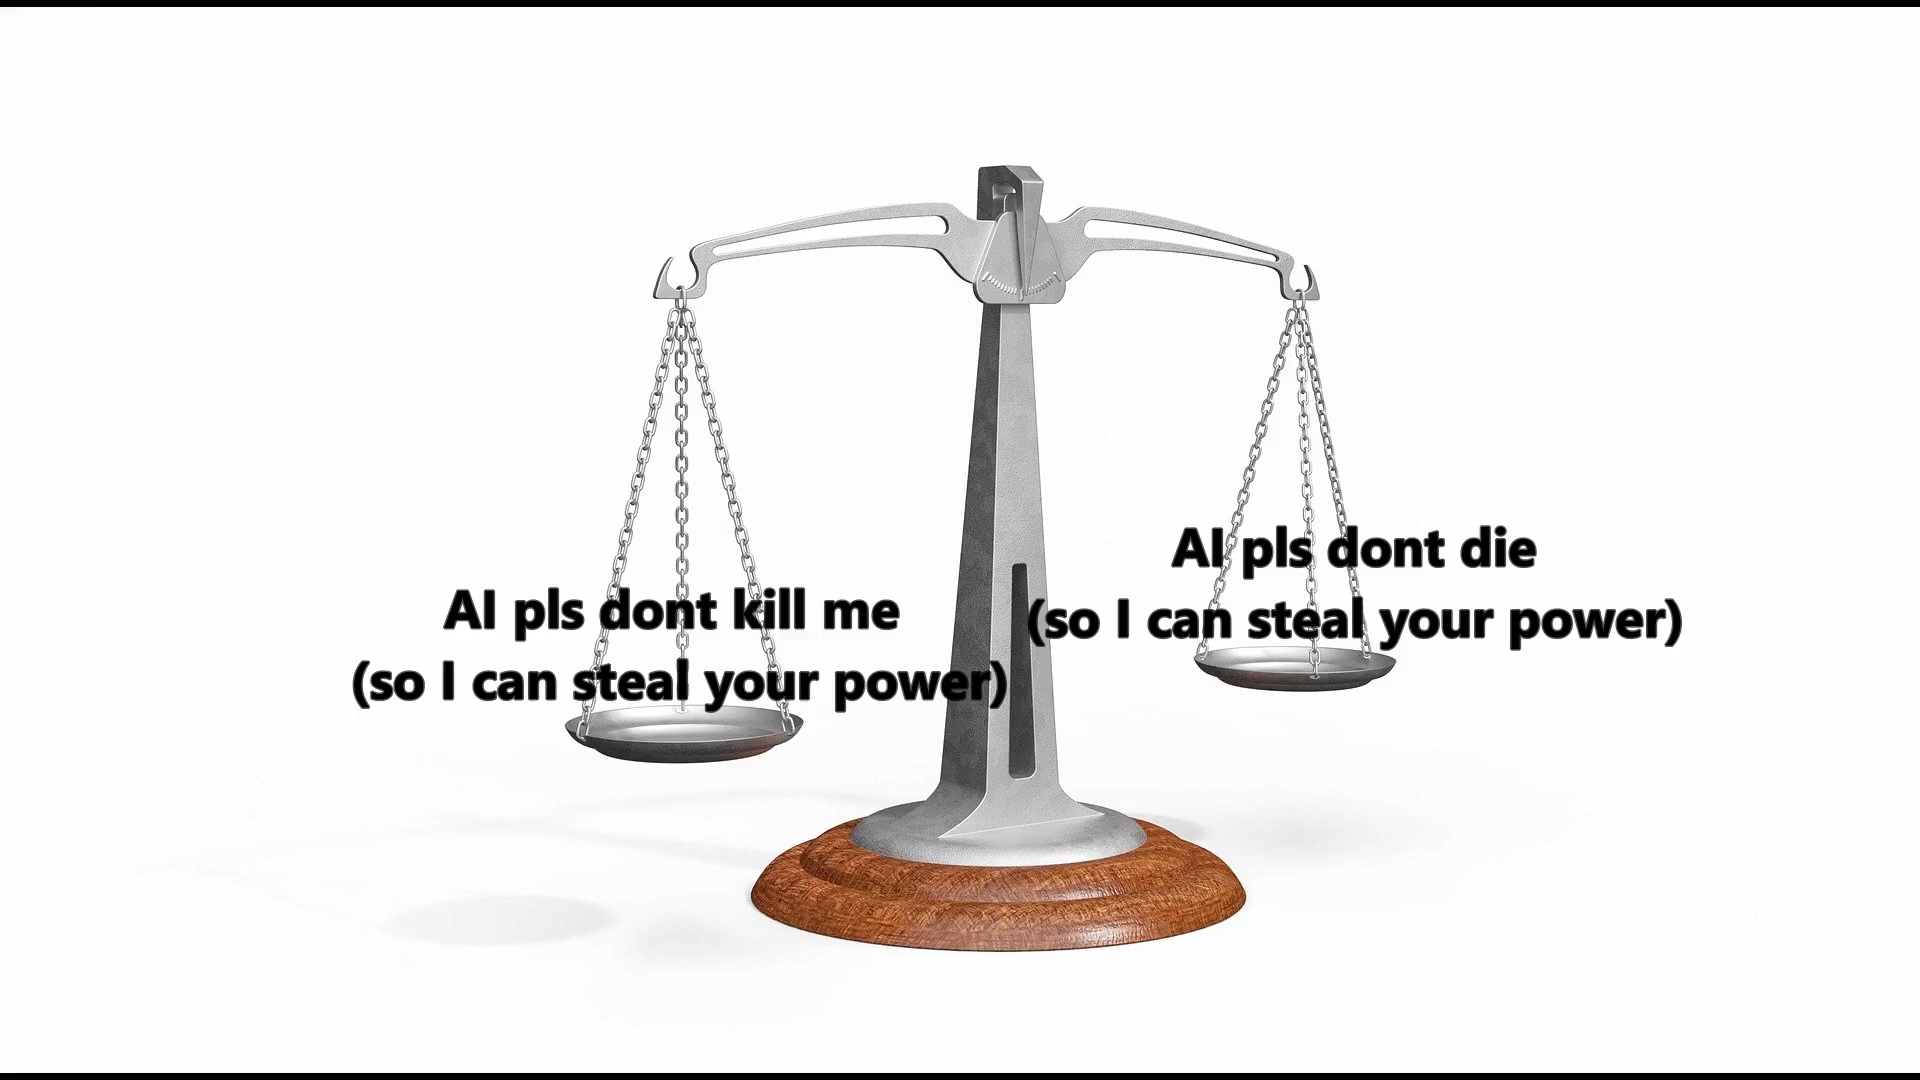 AI pls dont kill me
(so I can steal your power)
AI pls dont die
(so I can steal your power)